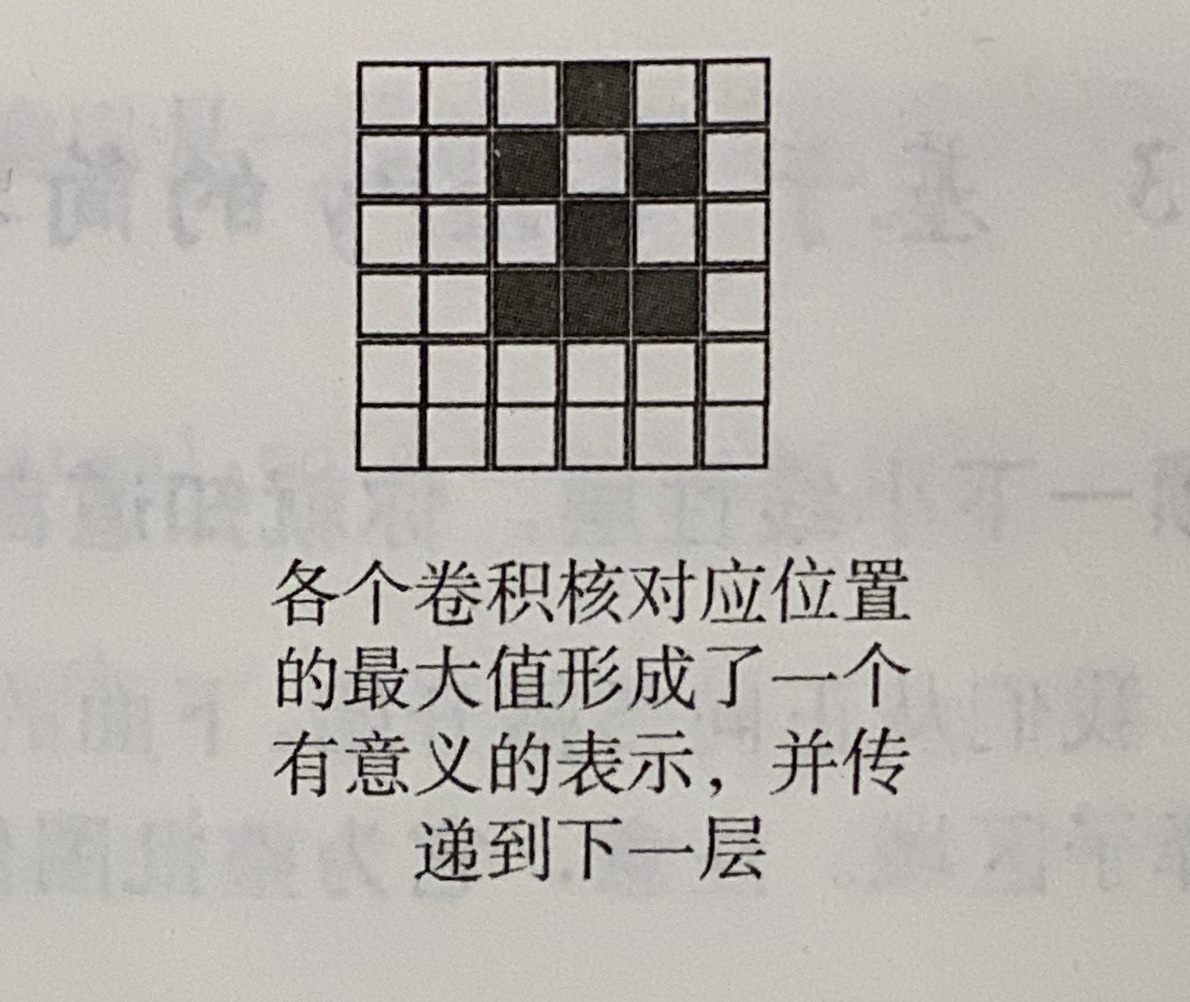 各个卷积核对应位置
的最大值形成了一个
有意义的表示，并传
递到下一层